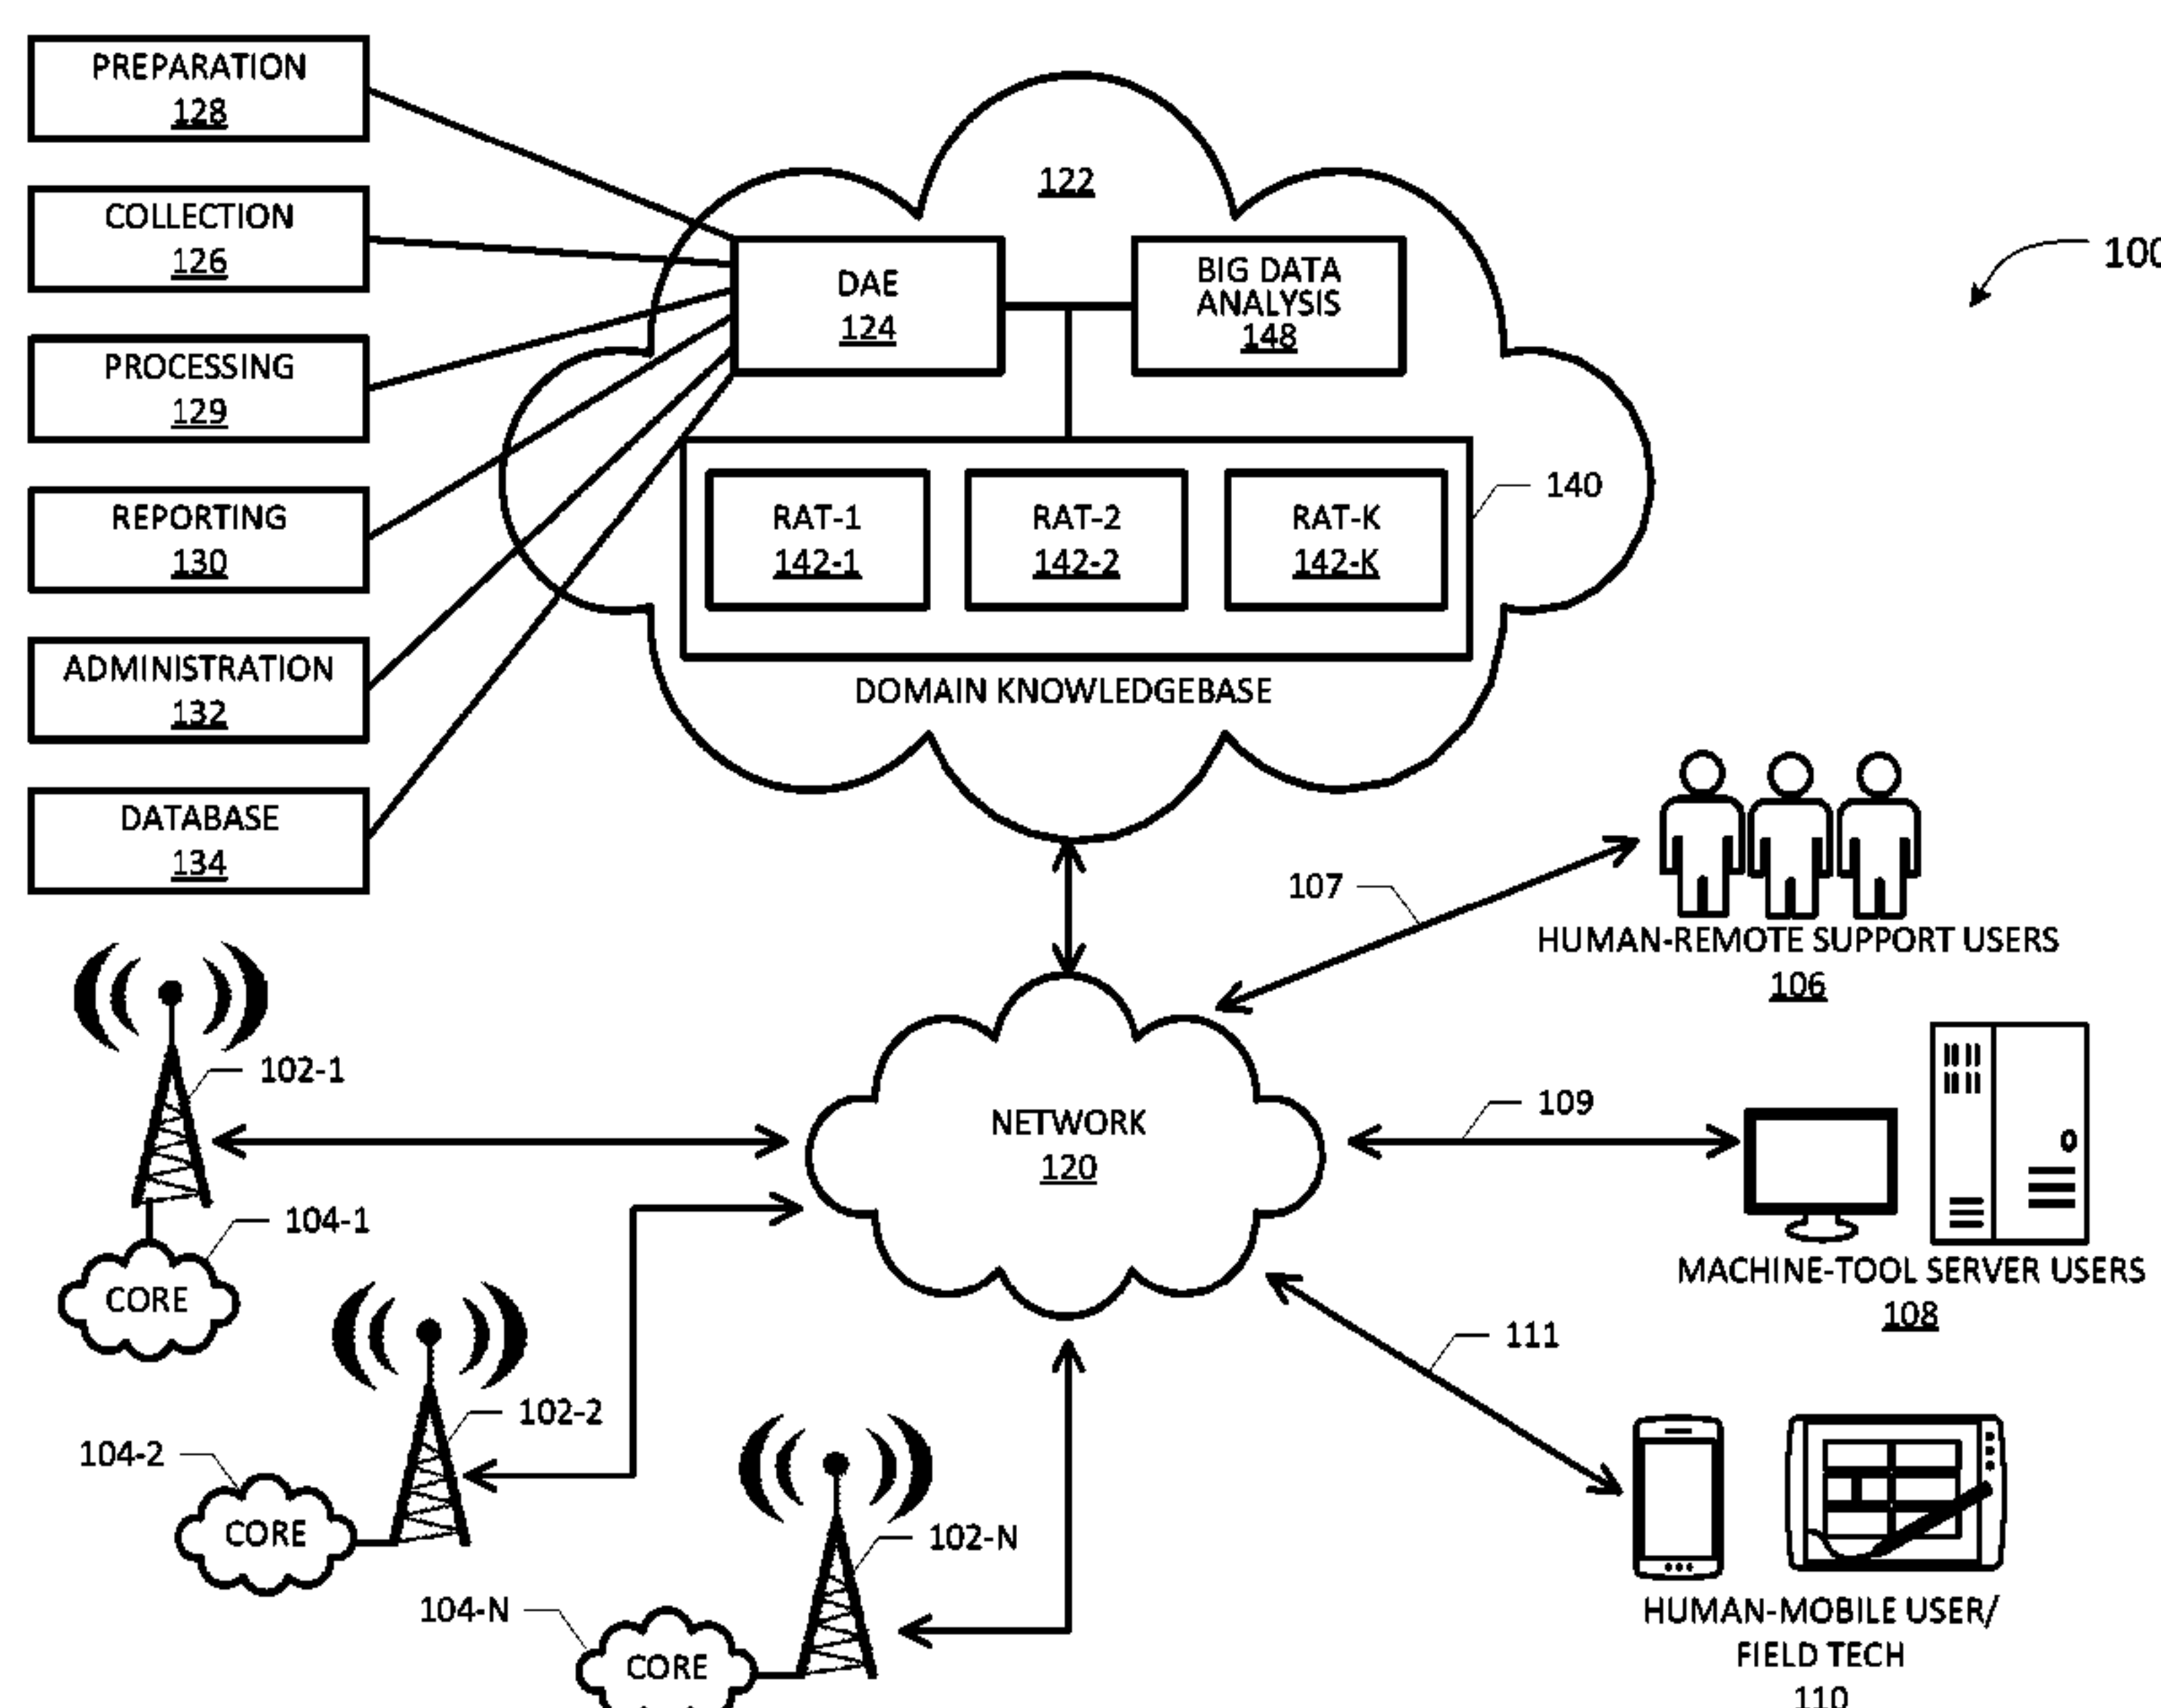 PREPARATION
128
COLLECTION
126
PROCESSING
129
REPORTING
130
ADMINISTRATION
132
DATABASE
134
122
DAE
124
BIG DATA
ANALYSIS
148
100
RAT-1
142-1
RAT-2
142-2
RAT-K
142-K
140
DOMAIN KNOWLEDGEBASE
107
HUMAN-REMOTE SUPPORT USERS
106
102-1
104-1
CORE
NETWORK
120
109
MACHINE-TOOL SERVER USERS
108
111
102-2
104-2
CORE
102-N
104-N
CORE
HUMAN-MOBILE USER/
FIELD TECH
110